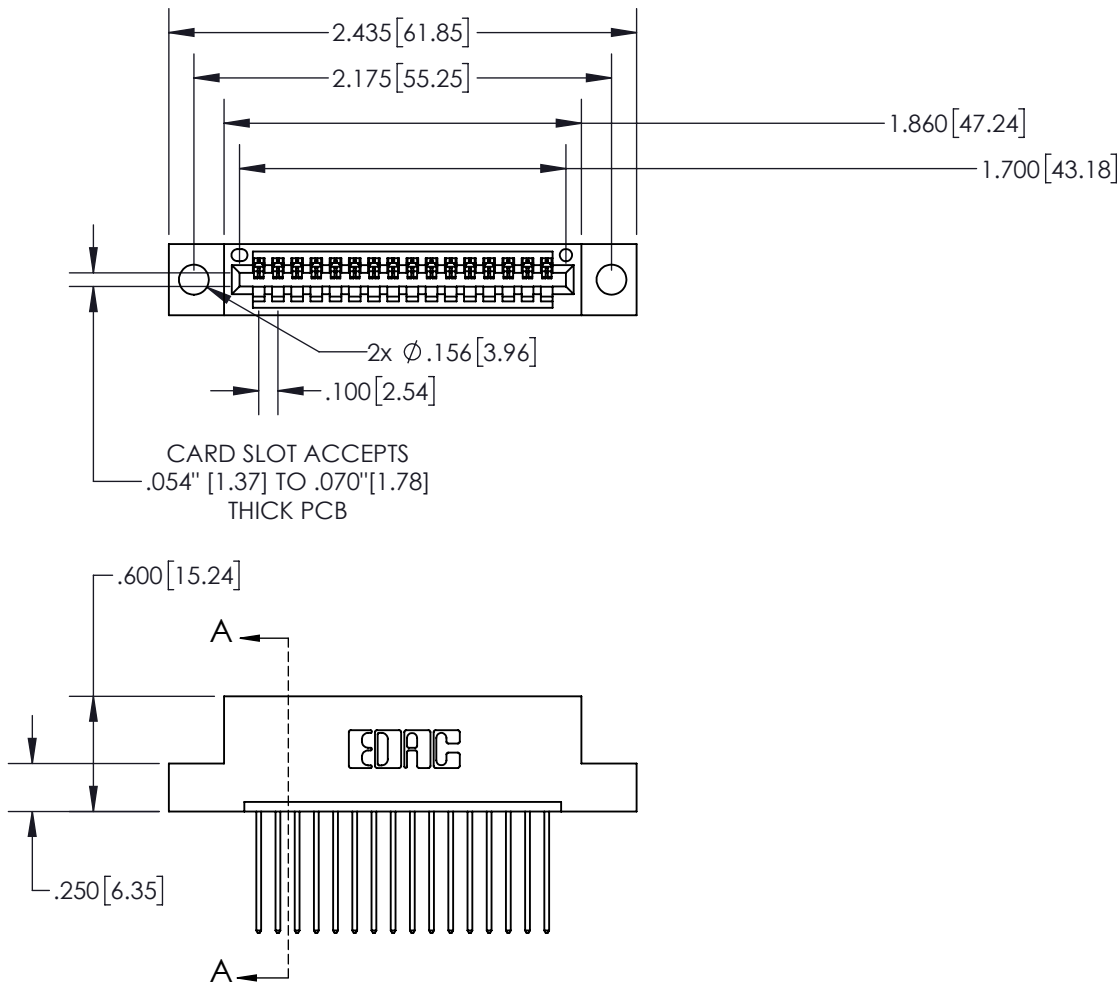 2.435[61.85]
2.175[55.25]
1.860[47.24]
1.700[43.18]
2x Ø.156[3.96]
.100[2.54]
CARD SLOT ACCEPTS
.054" [1.37] TO .070"[1.78]
THICK PCB
.600[15.24]
A
EDAC
.250[6.35]
A